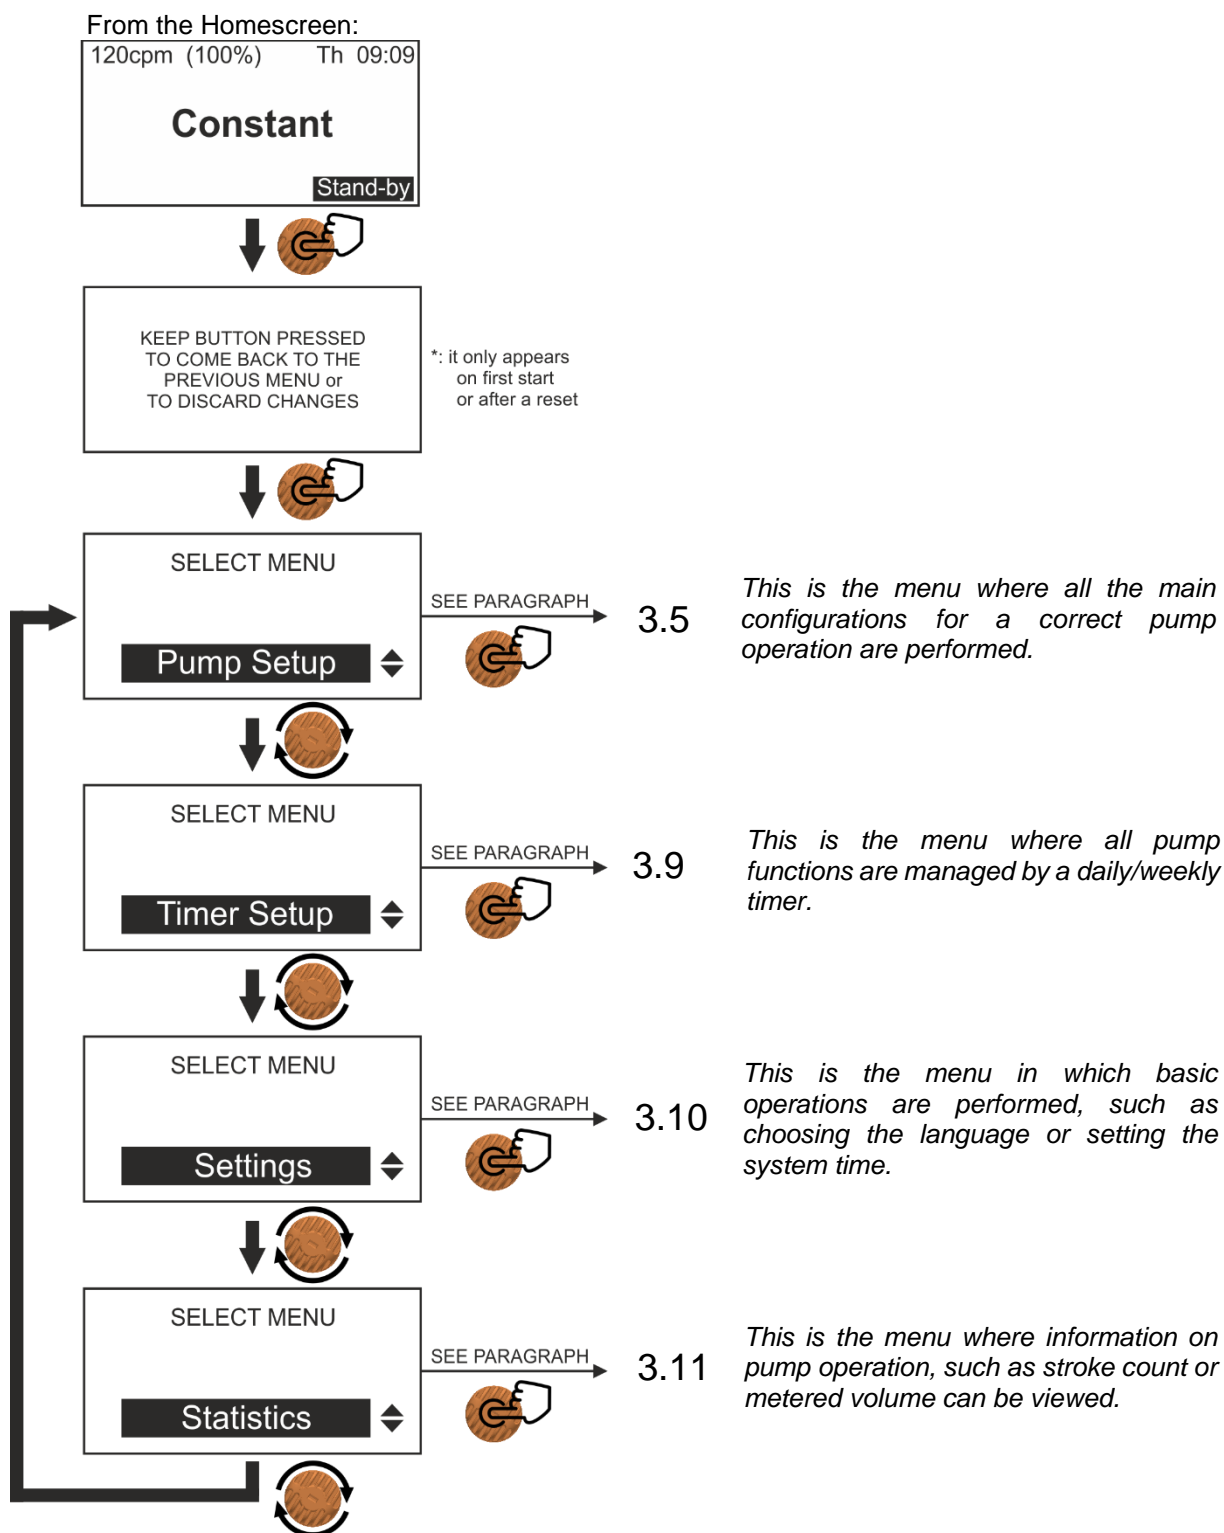 From the Homescreen:
120cpm (100%) Th 09:09
Constant
Stand-by
KEEP BUTTON PRESSED
TO COME BACK TO THE
PREVIOUS MENU or
TO DISCARD CHANGES
*: it only appears
on first start
or after a reset
SELECT MENU
Pump Setup
SEE PARAGRAPH
3.5
This is the menu where all the main
configurations for a correct pump
operation are performed.
SELECT MENU
Timer Setup
SEE PARAGRAPH
3.9
This is the menu where all pump
functions are managed by a daily/weekly
timer.
SELECT MENU
Settings
SEE PARAGRAPH
3.10
This is the menu in which basic
operations are performed, such as
choosing the language or setting the
system time.
SELECT MENU
Statistics
SEE PARAGRAPH
3.11
This is the menu where information on
pump operation, such as stroke count or
metered volume can be viewed.